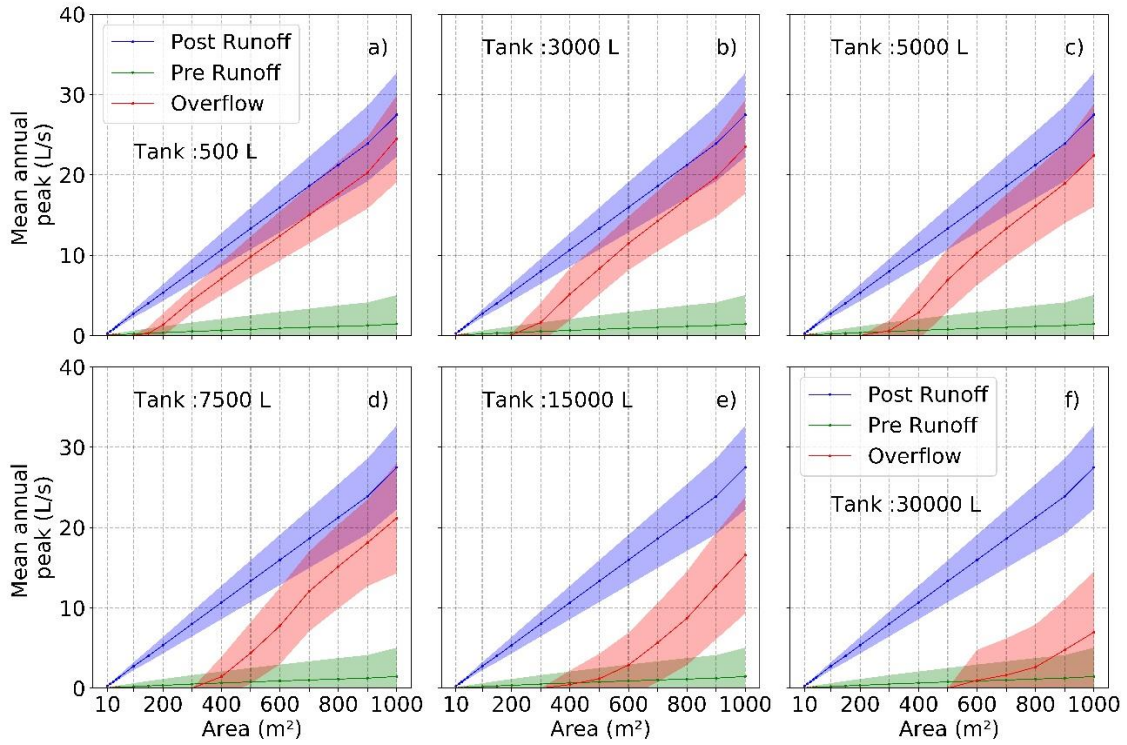 40
30
20
10
0
Mean annual
peak (L/s)
Post Runoff
Pre Runoff
Overflow
Tank :500 L
a)
Tank :3000 L
b)
Tank :5000 L
c)
40
30
20
10
0
Mean annual
peak (L/s)
Tank :7500 L
d)
10 200 400 600 800 1000
Area (m²)
Tank :15000 L
e)
10 200 400 600 800 1000
Area (m²)
Post Runoff
Pre Runoff
Overflow
f)
Tank :30000 L
10 200 400 600 800 1000
Area (m²)